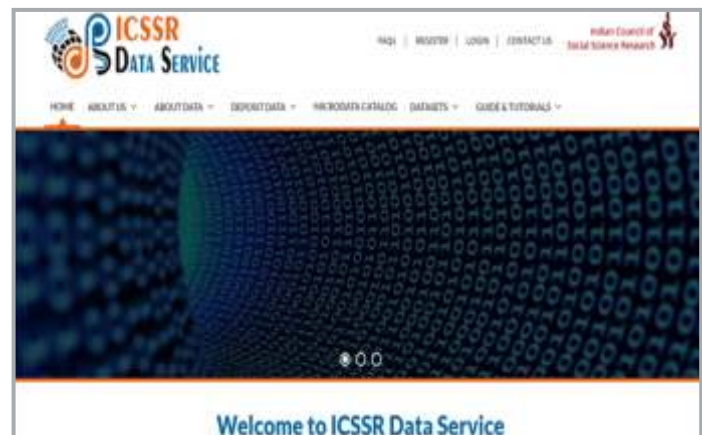 ICSSR
DATA SERVICE
FAQs | REGISTER | LOGIN | CONTACT US
Indian Council of
Social Science Research
HOME ABOUT US ABOUT DATA DEPOSIT DATA MICRODATA CATALOG DATASETS GUIDE & TUTORIALS
Welcome to ICSSR Data Service